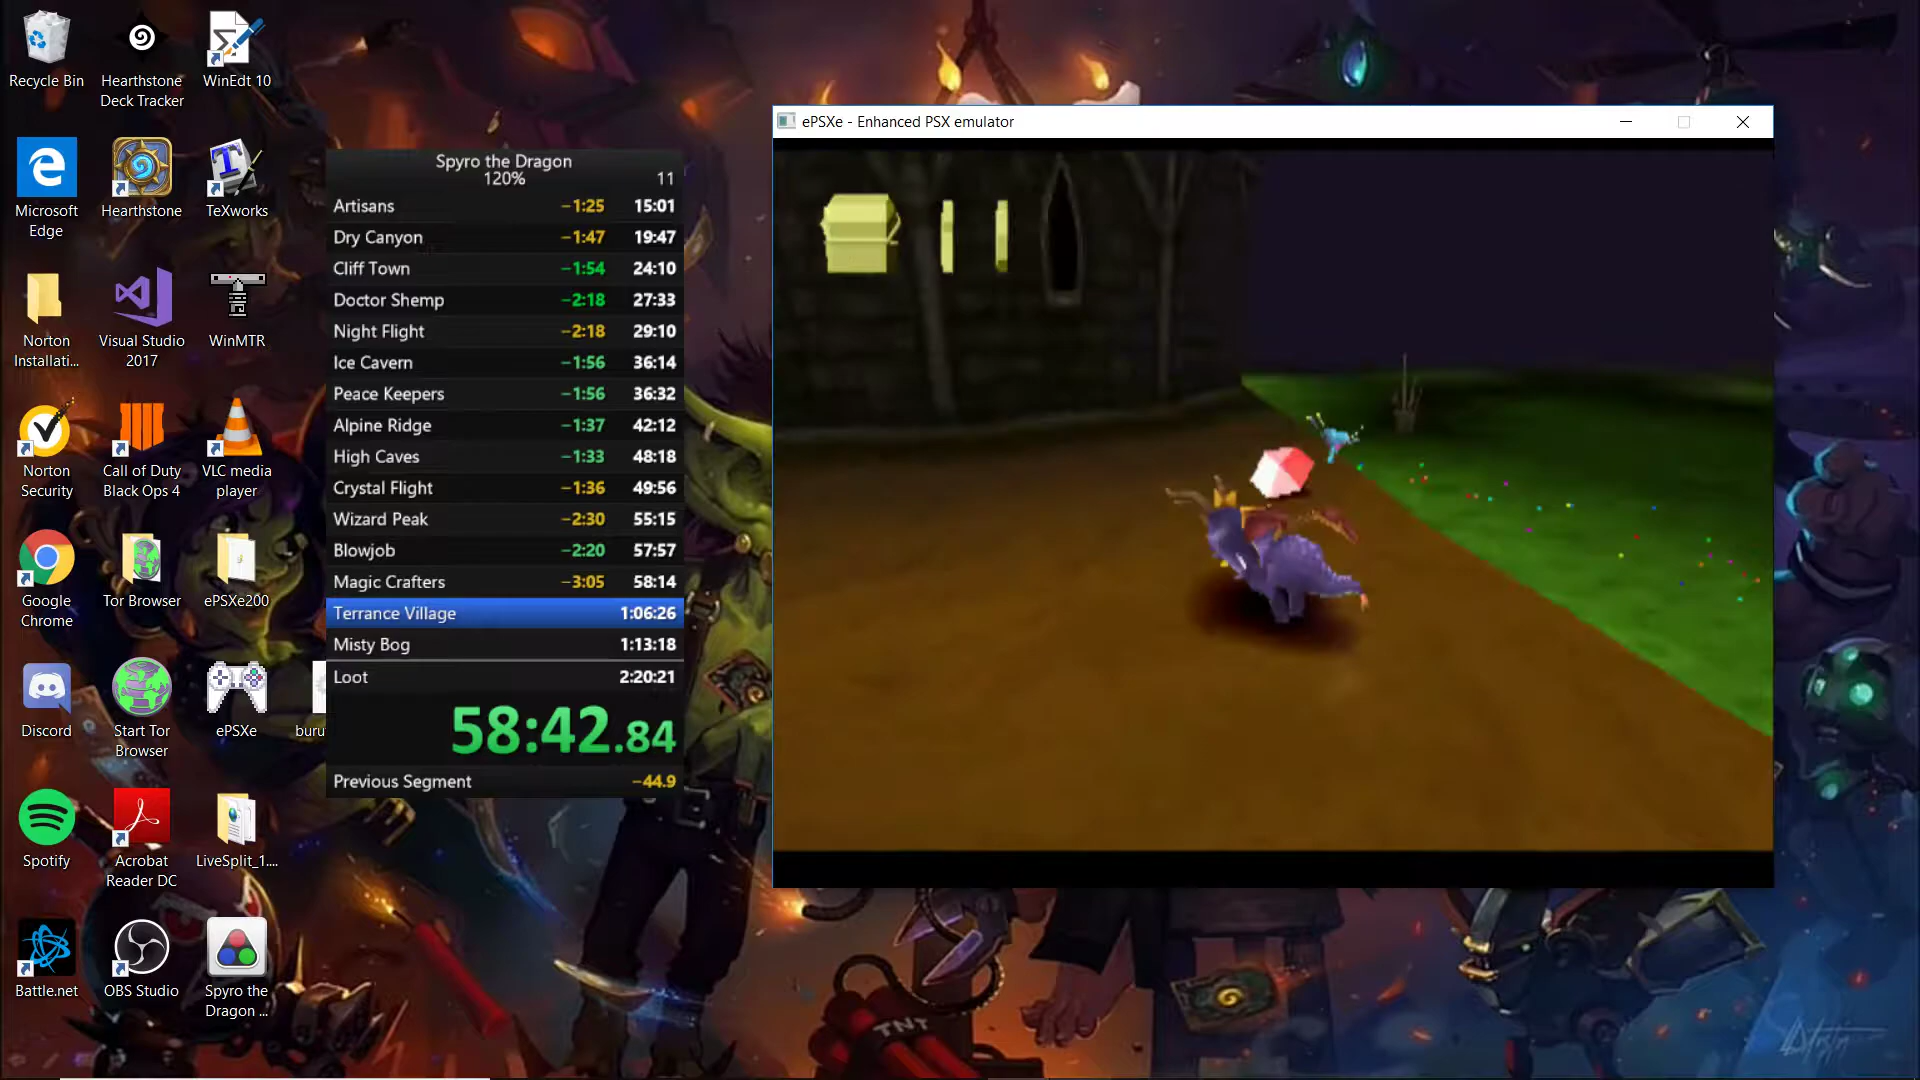 Recycle Bin
Hearthstone
Deck Tracker
WinEdt 10
Microsoft
Edge
Hearthstone
TeXworks
Norton
Installati...
Visual Studio
2017
WinMTR
Norton
Security
Call of Duty
Black Ops 4
VLC media
player
Google
Chrome
Tor Browser
ePSXe200
Discord
Start Tor
Browser
ePSXe
buru
Spotify
Acrobat
Reader DC
LiveSplit_1....
Battle.net
OBS Studio
Spyro the
Dragon ...
Spyro the Dragon
120% 11
Artisans −1:25 15:01
Dry Canyon −1:47 19:47
Cliff Town −1:54 24:10
Doctor Shemp −2:18 27:33
Night Flight −2:18 29:10
Ice Cavern −1:56 36:14
Peace Keepers −1:56 36:32
Alpine Ridge −1:37 42:12
High Caves −1:33 48:18
Crystal Flight −1:36 49:56
Wizard Peak −2:30 55:15
Blowjob −2:20 57:57
Magic Crafters −3:05 58:14
Terrance Village 1:06:26
Misty Bog 1:13:18
Loot 2:20:21
58:42.84
Previous Segment −44.9
ePSXe - Enhanced PSX emulator
TNT